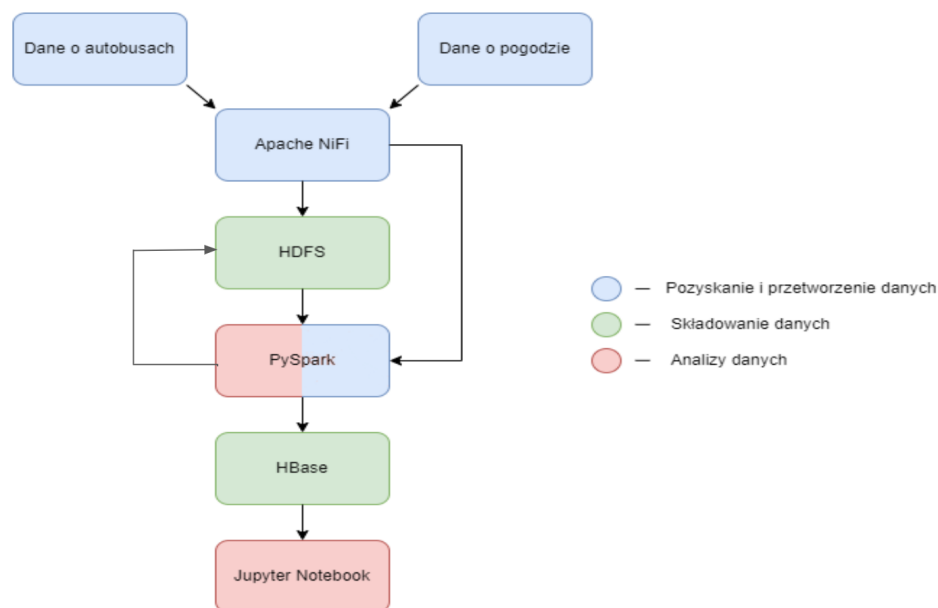 Dane o autobusach
Dane o pogodzie
Apache NiFi
HDFS
PySpark
HBase
Jupyter Notebook
— Pozyskanie i przetworzenie danych
— Składowanie danych
— Analizy danych